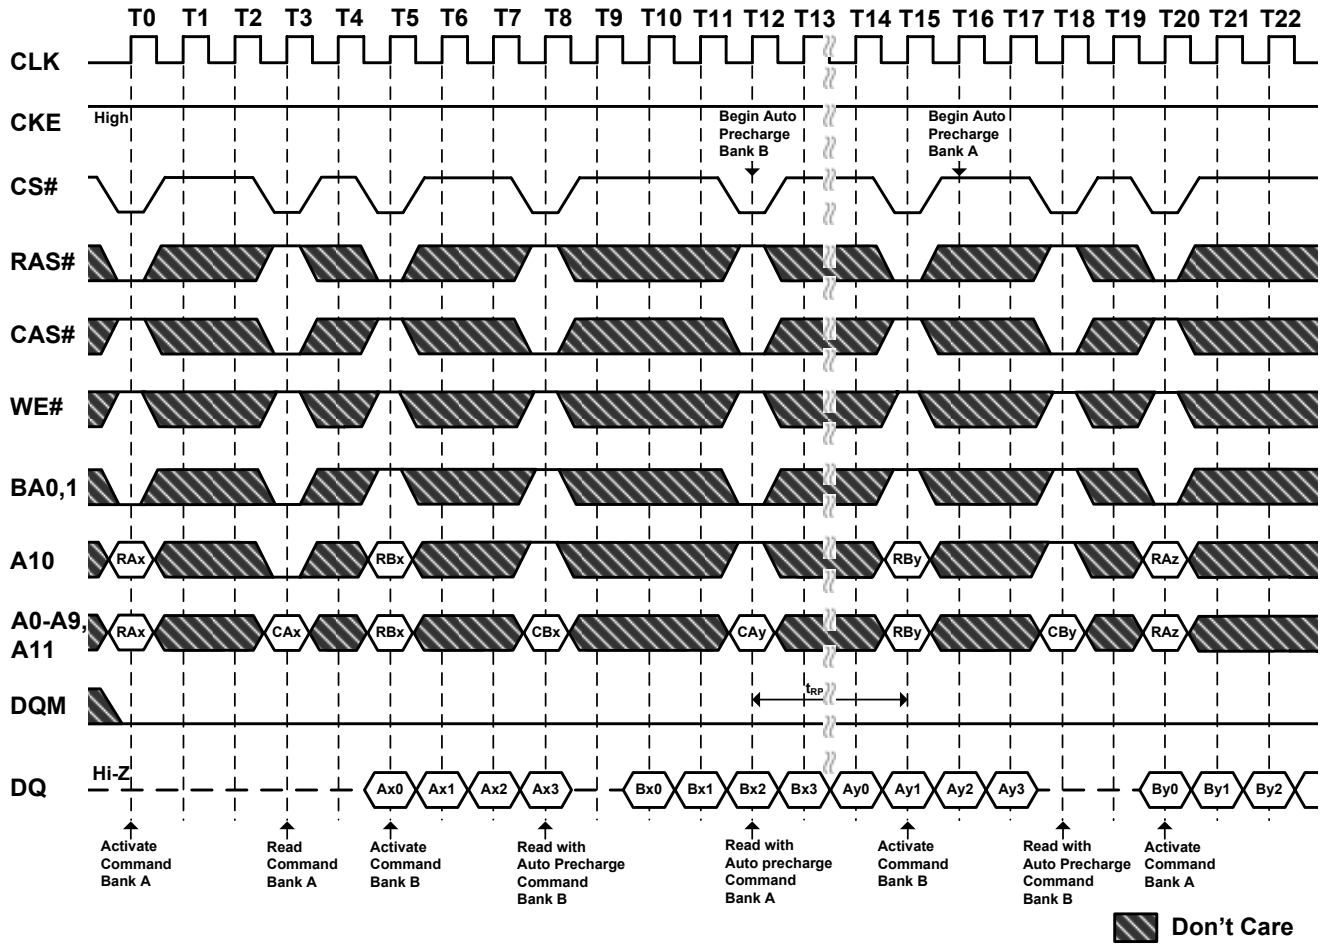 T0 T1 T2 T3 T4 T5 T6 T7 T8 T9 T10 T11 T12 T13 T14 T15 T16 T17 T18 T19 T20 T21 T22
CLK
CKE
High
Begin Auto
Precharge
Bank B
Begin Auto
Precharge
Bank A
CS#
RAS#
CAS#
WE#
BA0,1
A10
RAx RBx RBy RAz
A0-A9,
A11
RAx CAx RBx CBx CAy RBy CBy RAz
DQM
tRP
DQ
Hi-Z
Ax0 Ax1 Ax2 Ax3 Bx0 Bx1 Bx2 Bx3 Ay0 Ay1 Ay2 Ay3 By0 By1 By2
Activate
Command
Bank A
Read
Command
Bank A
Activate
Command
Bank B
Read with
Auto Precharge
Command
Bank B
Read with
Auto precharge
Command
Bank A
Activate
Command
Bank B
Read with
Auto Precharge
Command
Bank B
Activate
Command
Bank A
Don't Care